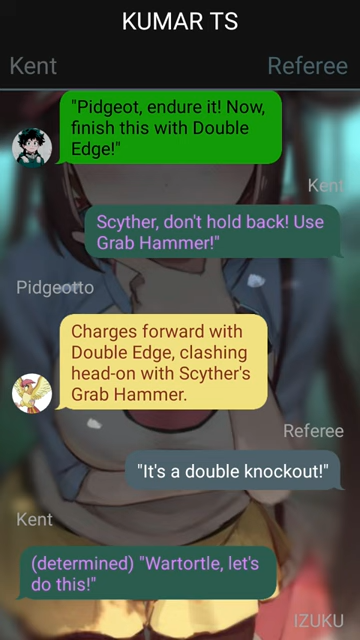 KUMAR TS
Kent
Referee
"Pidgeot, endure it! Now,
finish this with Double
Edge!"
Kent
Scyther, don't hold back! Use
Grab Hammer!"
Pidgeotto
Charges forward with
Double Edge, clashing
head-on with Scyther's
Grab Hammer.
Referee
"It's a double knockout!"
Kent
(determined) "Wartortle, let's
do this!"
IZUKU